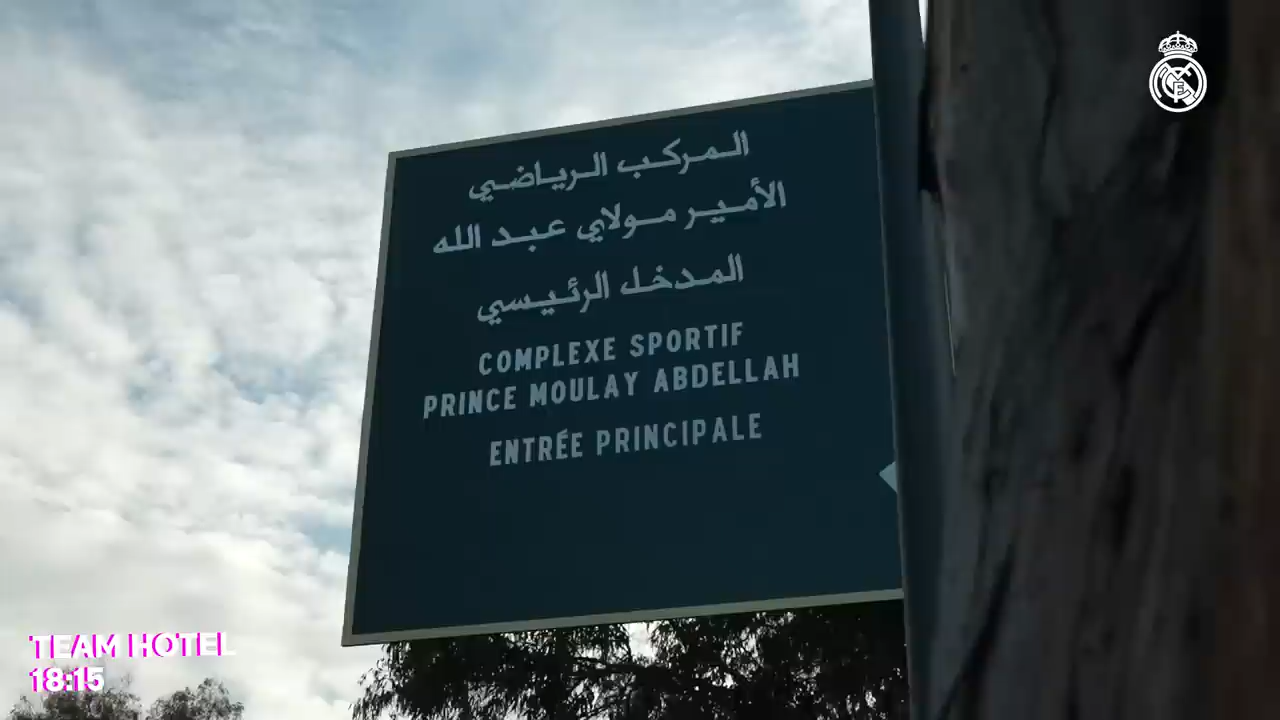 المركب الرياضي
الأمير مولاي عبد الله
المدخل الرئيسي
COMPLEXE SPORTIF
PRINCE MOULAY ABDELLAH
ENTRÉE PRINCIPALE
TEAM HOTEL
18:15